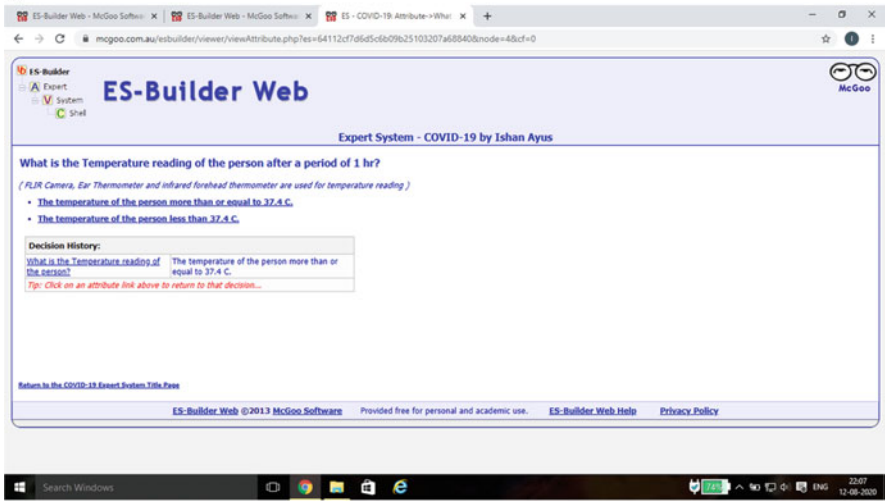 ES-Builder Web - McGoo Softwa
ES-Builder Web - McGoo Softwa
ES - COVID-19: Attribute->What
mcgoo.com.au/esbuilder/viewer/viewAttribute.php?es=64112cf7d6d5c6b09b25103207a68840&node=4&cf=0
ES-Builder
A Expert
V System
C Shell
ES-Builder Web
McGoo
Expert System - COVID-19 by Ishan Ayus
What is the Temperature reading of the person after a period of 1 hr?
( FLIR Camera, Ear Thermometer and infrared forehead thermometer are used for temperature reading )
• The temperature of the person more than or equal to 37.4 C.
• The temperature of the person less than 37.4 C.
Decision History:
What is the Temperature reading of the person?
The temperature of the person more than or equal to 37.4 C.
Tip: Click on an attribute link above to return to that decision...
Return to the COVID-19 Expert System Title Page
ES-Builder Web ©2013 McGoo Software Provided free for personal and academic use. ES-Builder Web Help Privacy Policy
Search Windows
74%
ENG
22:07
12-08-2020